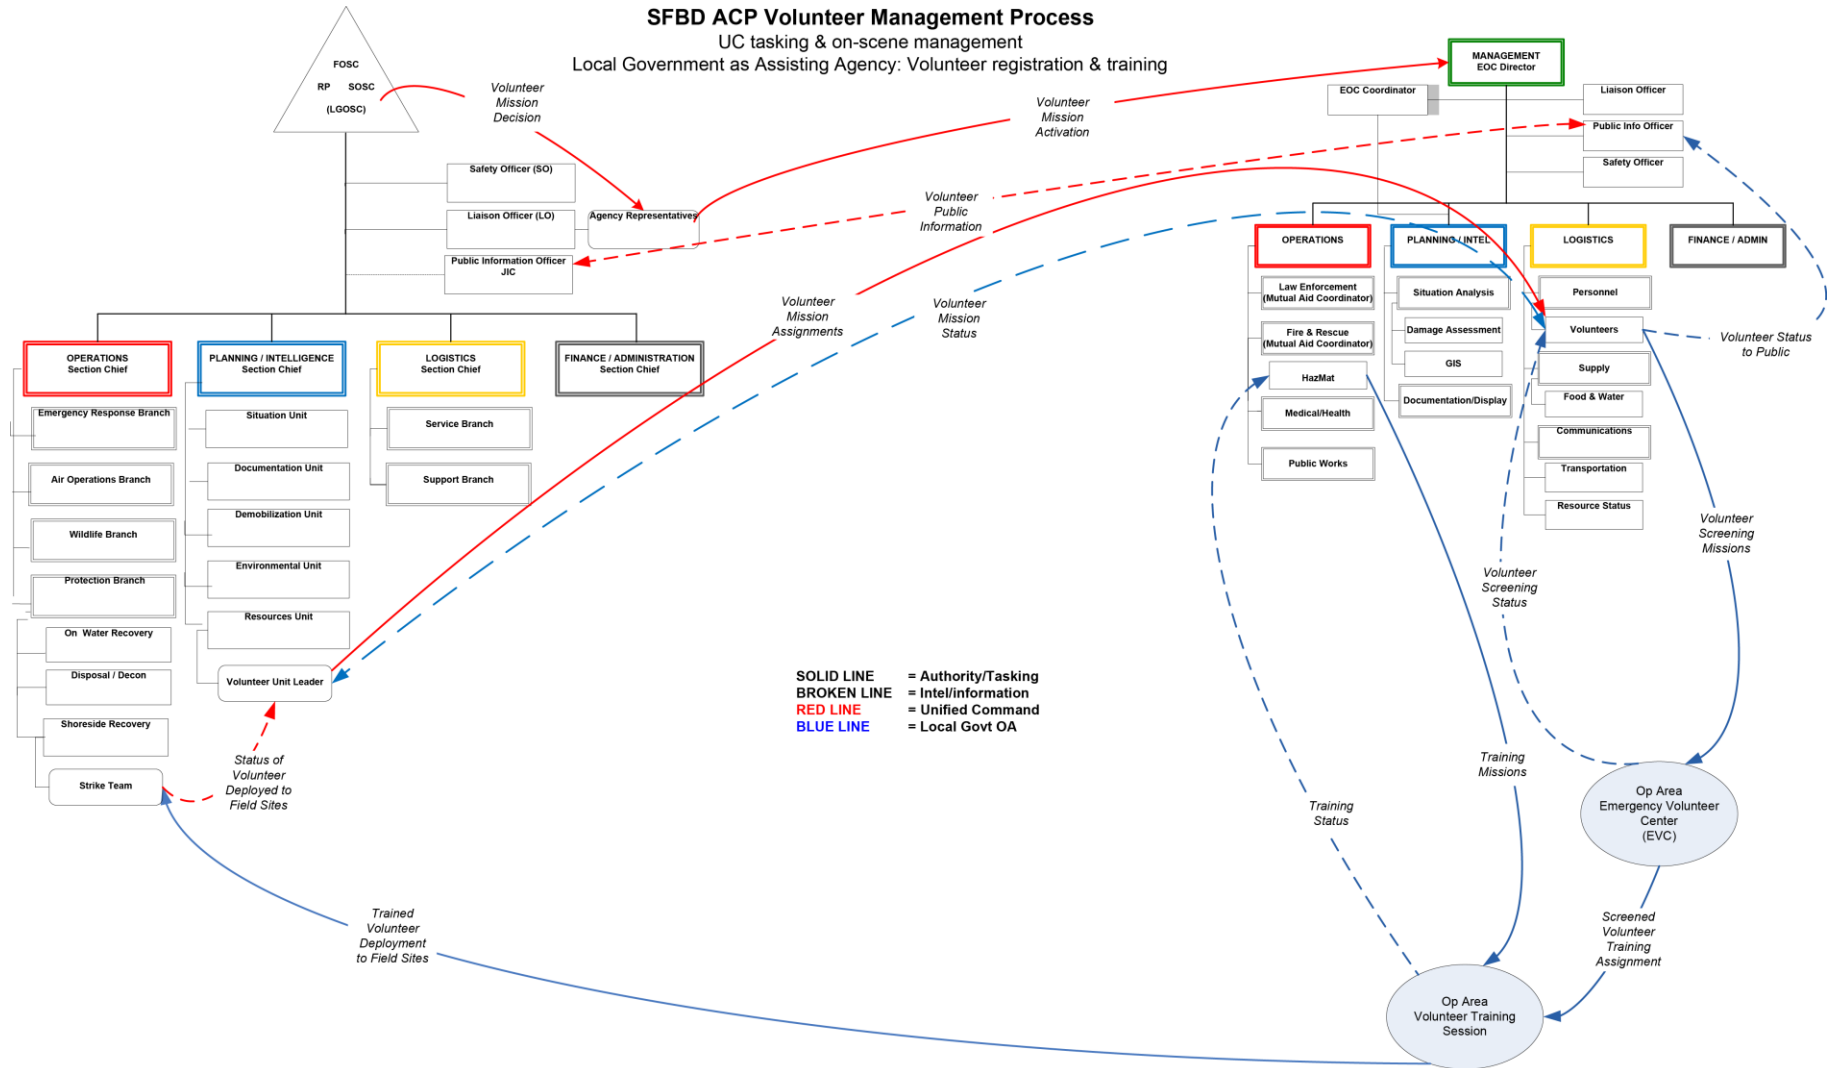 SFBD ACP Volunteer Management Process
UC tasking & on-scene management
Local Government as Assisting Agency: Volunteer registration & training
FOSC
RP SOSC
(LGOSC)
Volunteer
Mission
Decision
Safety Officer (SO)
Liaison Officer (LO)
Agency Representatives
Public Information Officer
JIC
OPERATIONS
Section Chief
PLANNING / INTELLIGENCE
Section Chief
LOGISTICS
Section Chief
FINANCE / ADMINISTRATION
Section Chief
Emergency Response Branch
Air Operations Branch
Wildlife Branch
Protection Branch
On Water Recovery
Disposal / Decon
Shoreside Recovery
Strike Team
Situation Unit
Documentation Unit
Demobilization Unit
Environmental Unit
Resources Unit
Volunteer Unit Leader
Service Branch
Support Branch
Status of
Volunteer
Deployed to
Field Sites
Trained
Volunteer
Deployment
to Field Sites
Volunteer
Mission
Activation
Volunteer
Public
Information
Volunteer
Mission
Assignments
Volunteer
Mission
Status
SOLID LINE = Authority/Tasking
BROKEN LINE = Intel/information
RED LINE = Unified Command
BLUE LINE = Local Govt OA
MANAGEMENT
EOC Director
EOC Coordinator
Liaison Officer
Public Info Officer
Safety Officer
OPERATIONS
PLANNING / INTEL
LOGISTICS
FINANCE / ADMIN
Law Enforcement
(Mutual Aid Coordinator)
Fire & Rescue
(Mutual Aid Coordinator)
HazMat
Medical/Health
Public Works
Situation Analysis
Damage Assessment
GIS
Documentation/Display
Personnel
Volunteers
Supply
Food & Water
Communications
Transportation
Resource Status
Volunteer Status
to Public
Volunteer
Screening
Missions
Volunteer
Screening
Status
Training
Missions
Training
Status
Op Area
Emergency Volunteer
Center
(EVC)
Screened
Volunteer
Training
Assignment
Op Area
Volunteer Training
Session